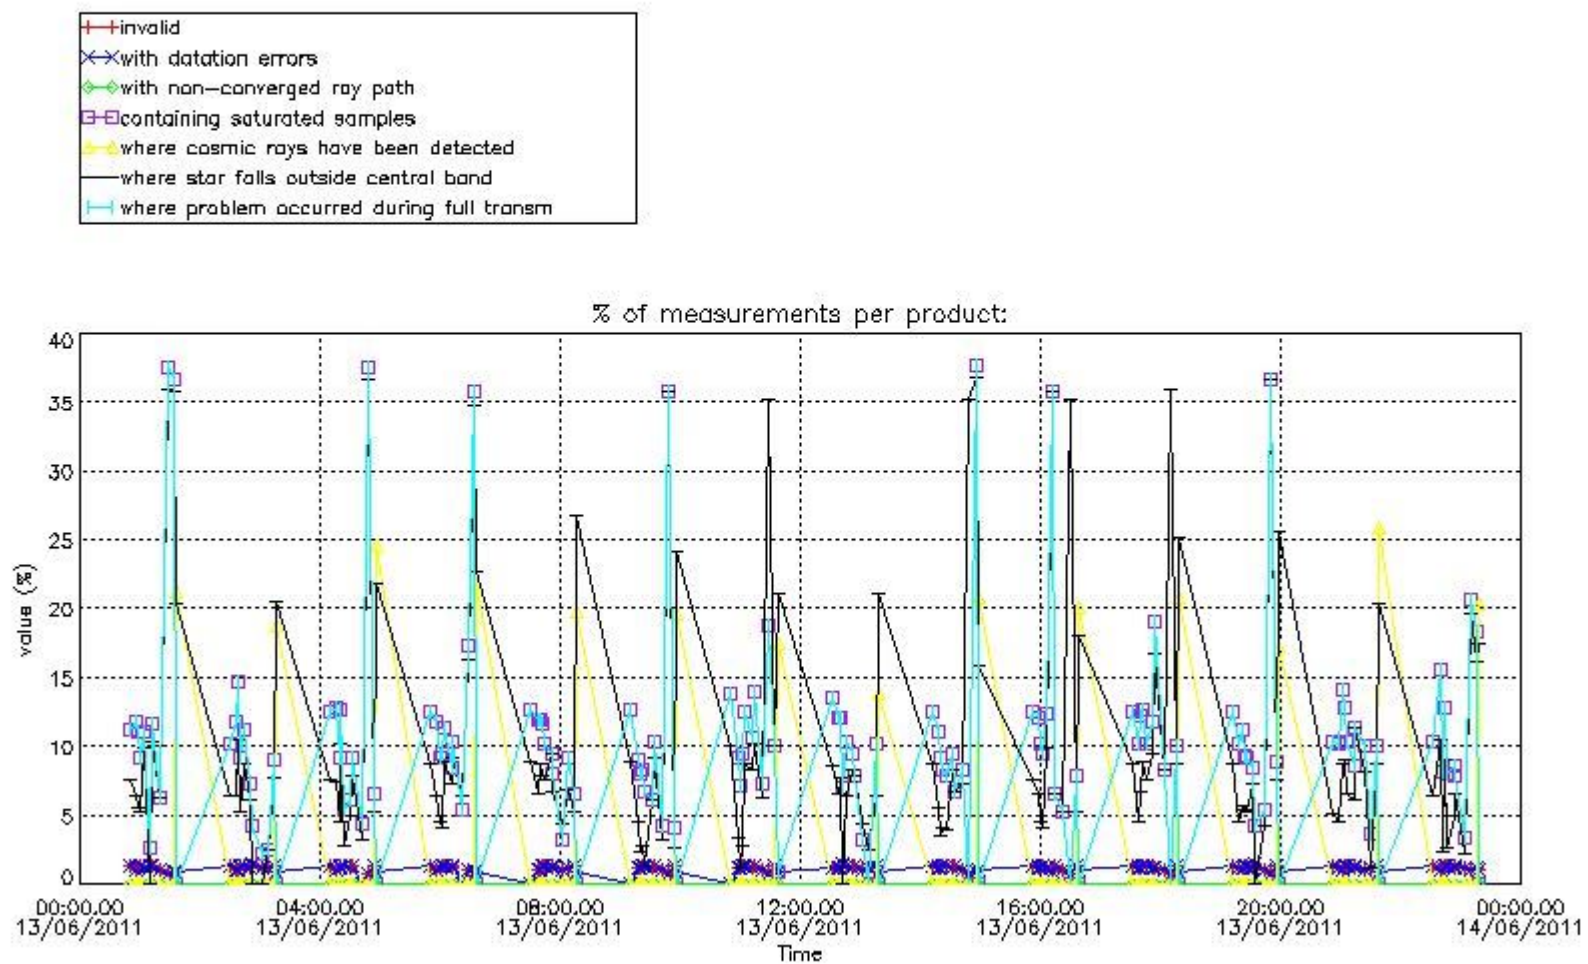 invalid
with datation errors
with non-converged ray path
containing saturated samples
where cosmic rays have been detected
where star falls outside central band
where problem occurred during full transm
% of measurements per product:
40
35
30
25
20
15
10
5
0
value (%)
00:00:00 04:00:00 08:00:00 12:00:00 16:00:00 20:00:00 00:00:00
13/06/2011 13/06/2011 13/06/2011 13/06/2011 13/06/2011 13/06/2011 14/06/2011
Time